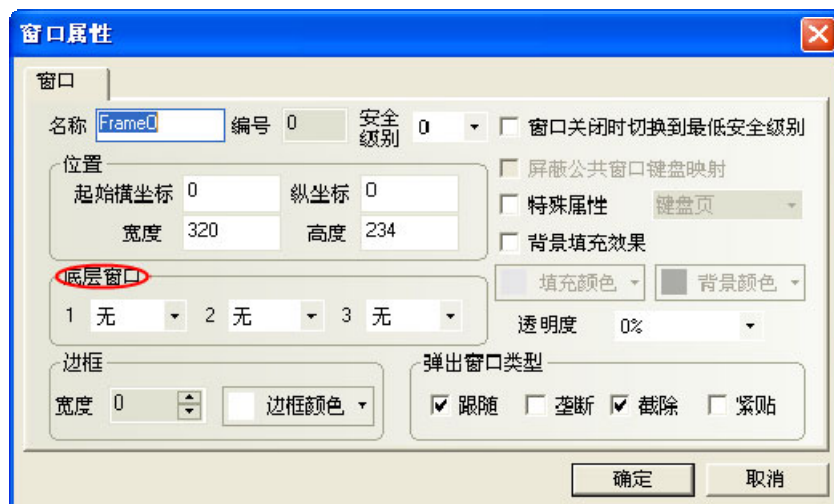 窗口属性
窗口
名称 Frame0 编号 0 安全级别 0 窗口关闭时切换到最低安全级别
位置 屏蔽公共窗口键盘映射
起始横坐标 0 纵坐标 0 特殊属性 键盘页
宽度 320 高度 234 背景填充效果
底层窗口 填充颜色 背景颜色
1 无 2 无 3 无 透明度 0%
边框 弹出窗口类型
宽度 0 边框颜色 跟随 垄断 截除 紧贴
确定 取消